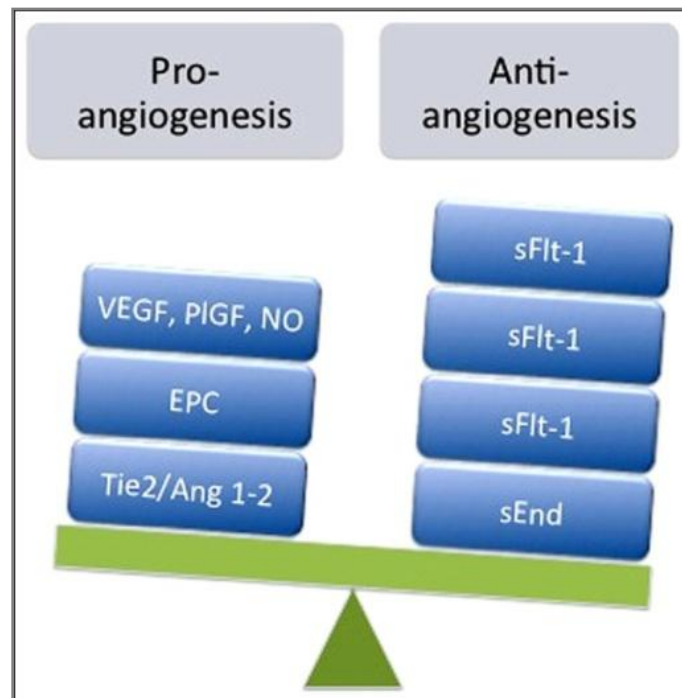 Pro-
angiogenesis
Anti-
angiogenesis
VEGF, PlGF, NO
EPC
Tie2/Ang 1-2
sFlt-1
sFlt-1
sFlt-1
sEnd